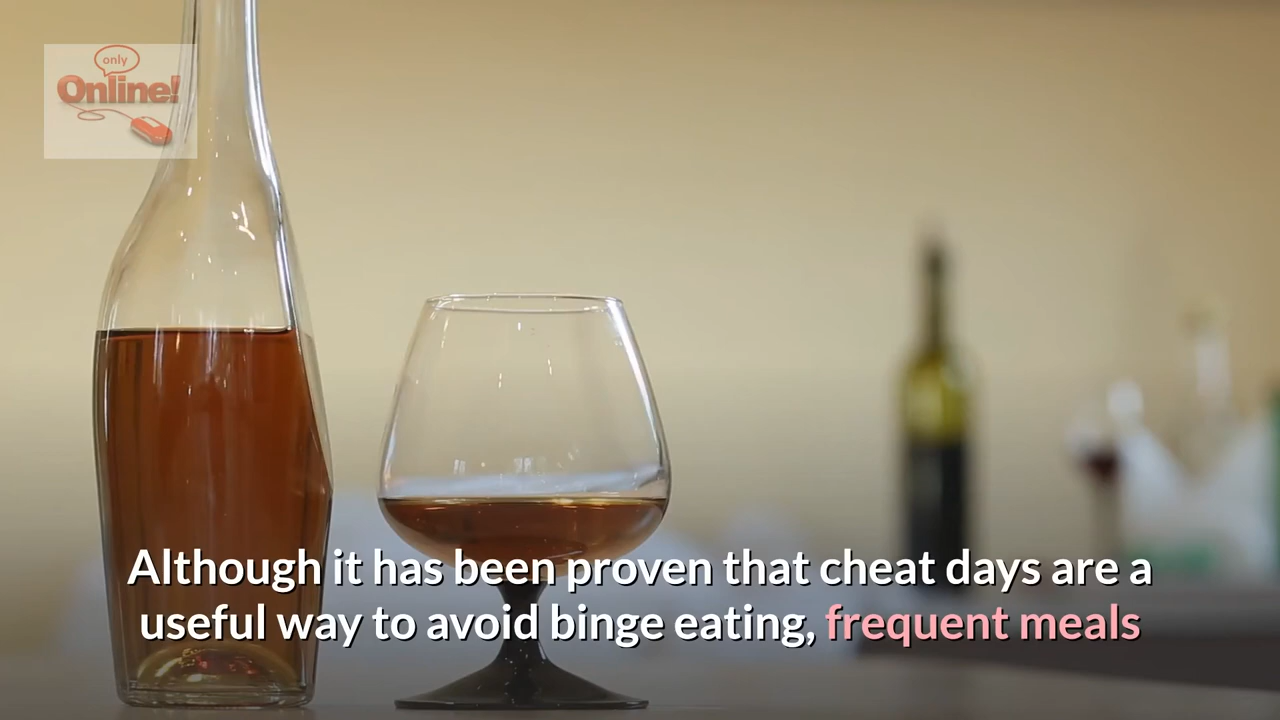 only
Online!
Although it has been proven that cheat days are a
useful way to avoid binge eating, frequent meals